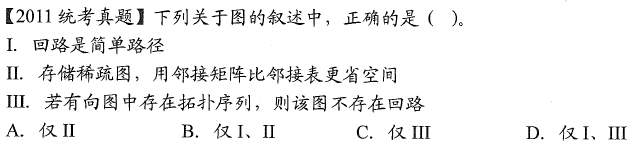 【2011 统考真题】下列关于图的叙述中，正确的是（ ）。
I. 回路是简单路径
II. 存储稀疏图，用邻接矩阵比邻接表更省空间
III. 若有向图中存在拓扑序列，则该图不存在回路
A. 仅 II B. 仅 I、II C. 仅 III D. 仅 I、III